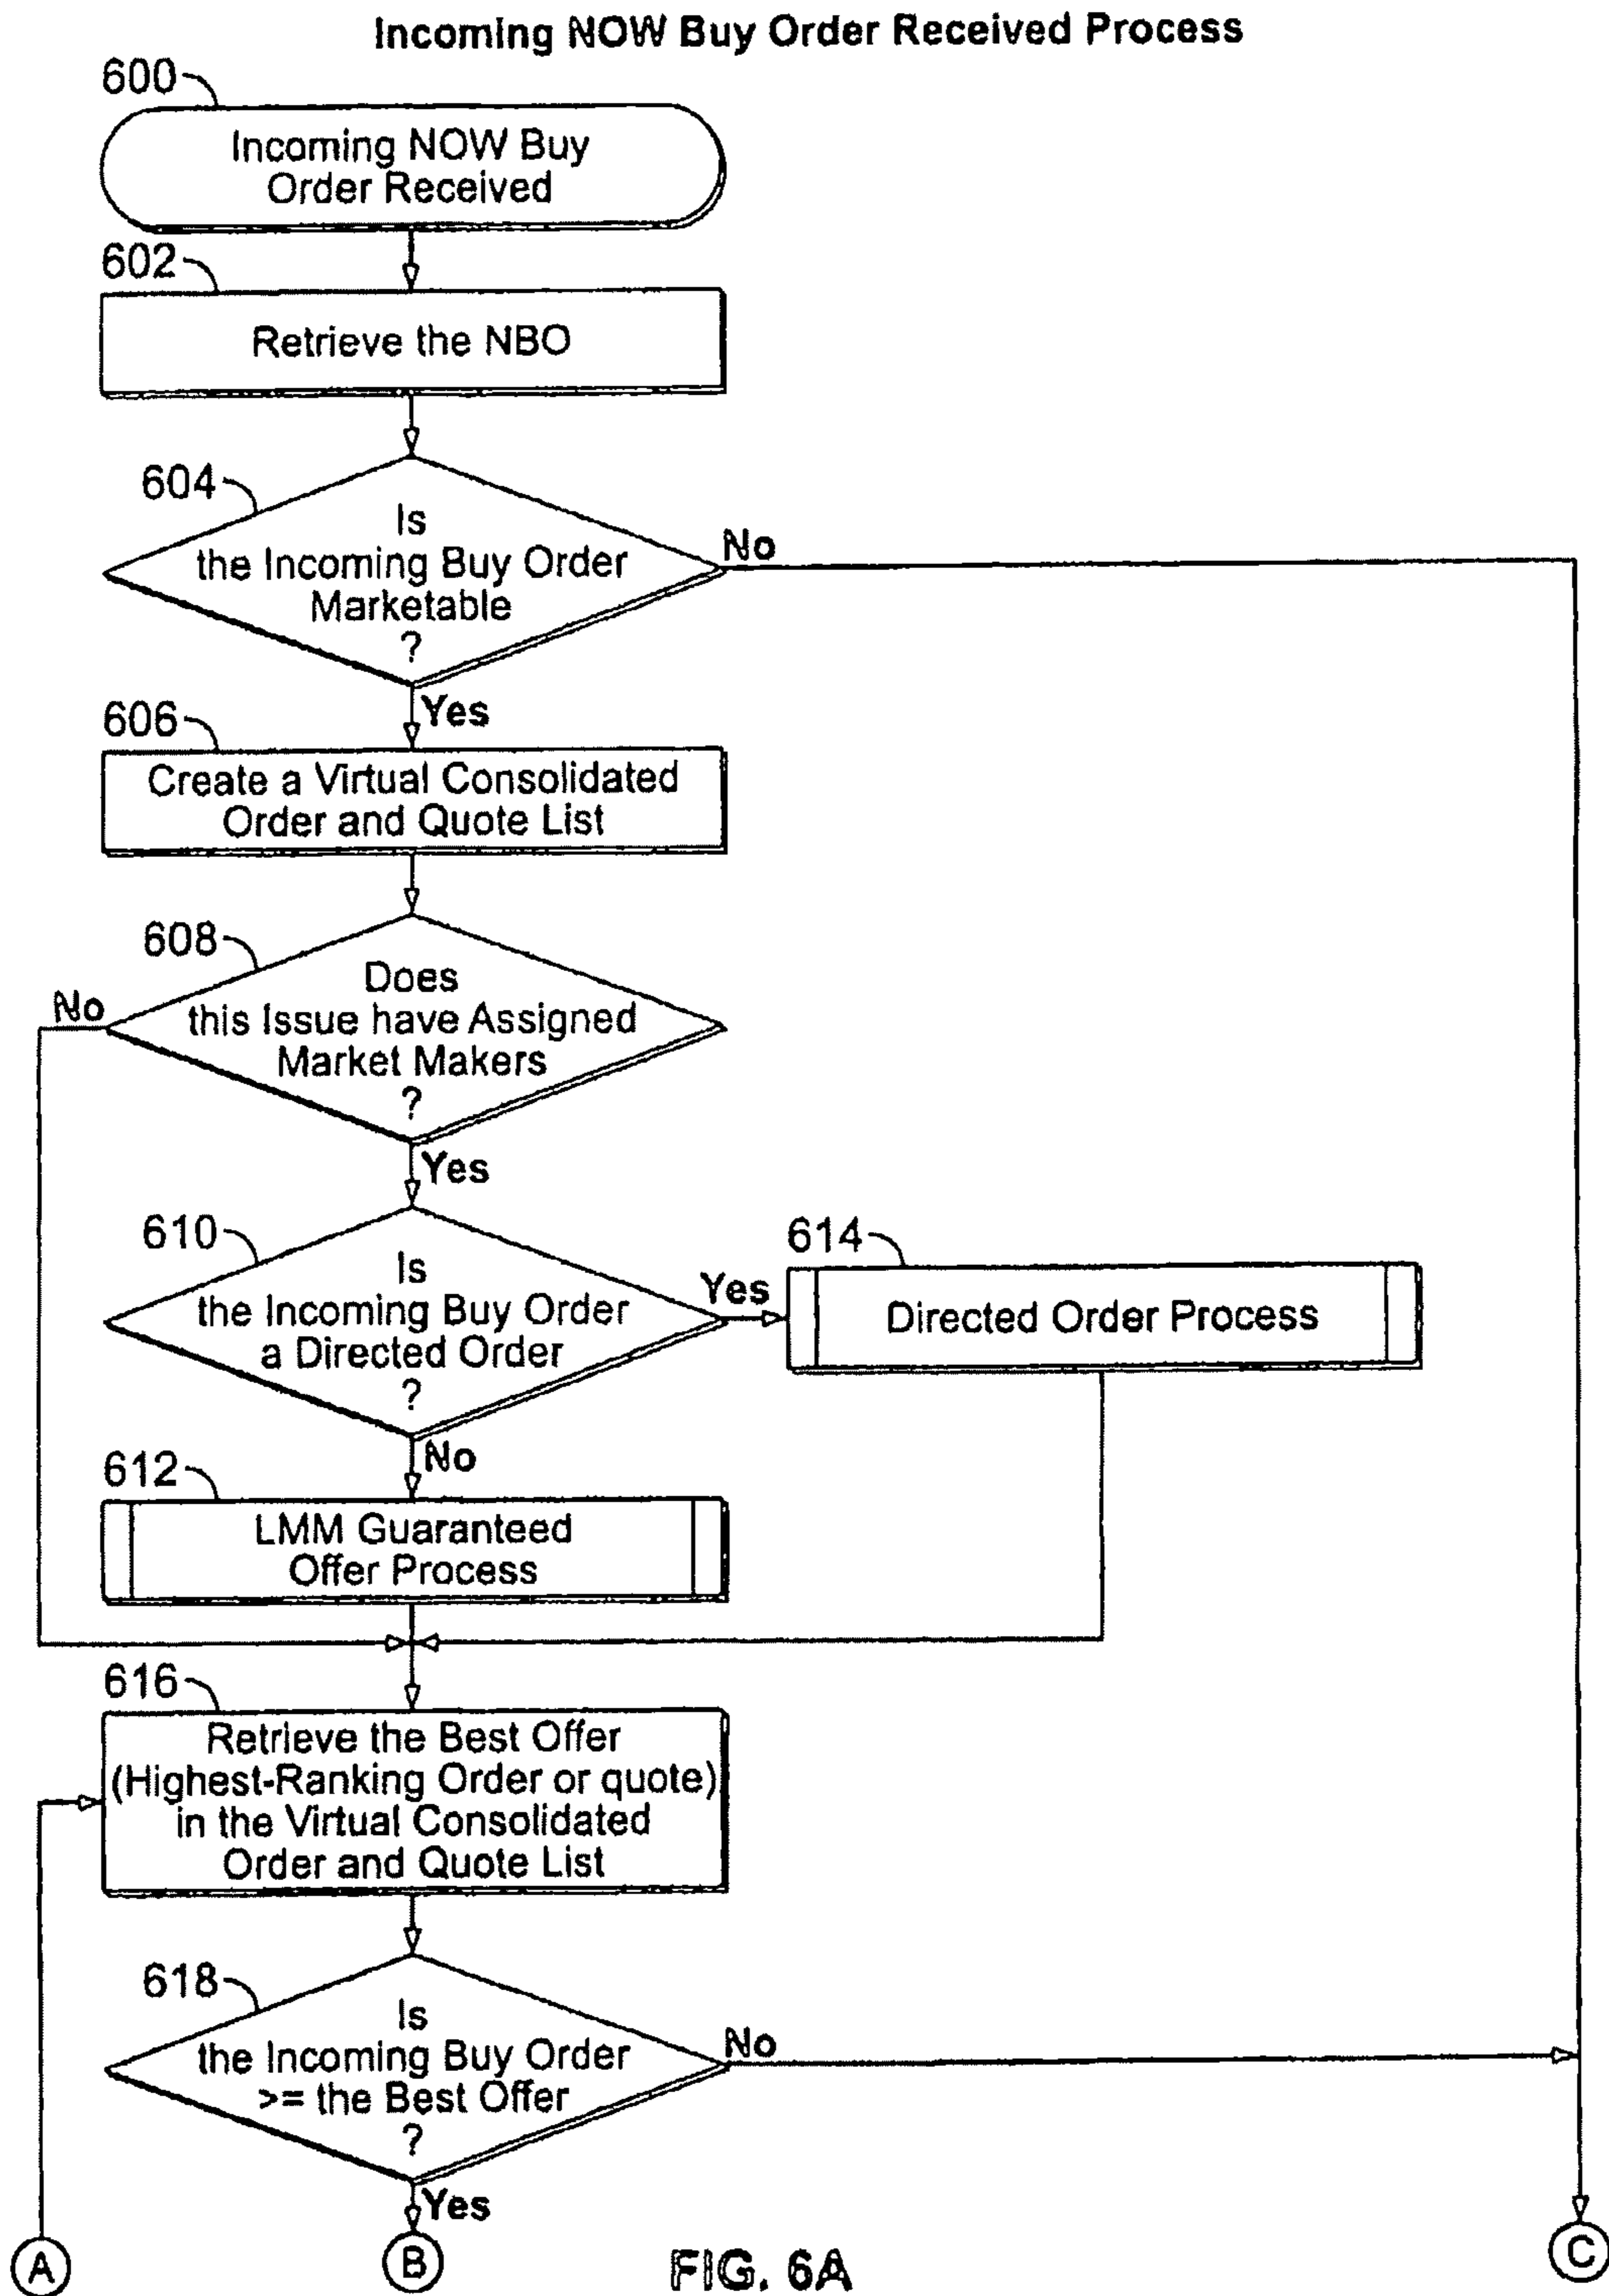 Incoming NOW Buy Order Received Process
600
Incoming NOW Buy
Order Received
602
Retrieve the NBO
604
Is
the Incoming Buy Order
Marketable
?
No
Yes
606
Create a Virtual Consolidated
Order and Quote List
608
Does
this Issue have Assigned
Market Makers
?
No
Yes
610
Is
the Incoming Buy Order
a Directed Order
?
Yes
614
Directed Order Process
No
612
LMM Guaranteed
Offer Process
616
Retrieve the Best Offer
(Highest-Ranking Order or quote)
in the Virtual Consolidated
Order and Quote List
618
Is
the Incoming Buy Order
>= the Best Offer
?
No
Yes
A
B
C
FIG. 6A